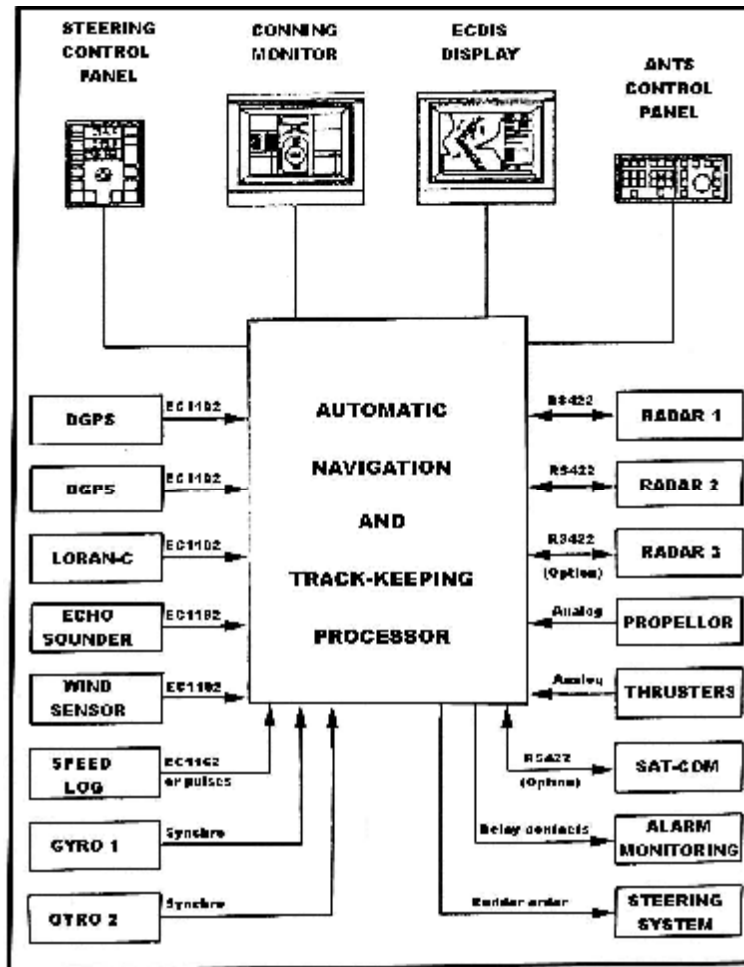 STEERING
CONTROL
PANEL
CONNING
MONITOR
ECDIS
DISPLAY
ANTS
CONTROL
PANEL
AUTOMATIC
NAVIGATION
AND
TRACK-KEEPING
PROCESSOR
DGPS
DGPS
LORAN-C
ECHO
SOUNDER
WIND
SENSOR
SPEED
LOG
or pulses
GYRO 1
Synchro
GYRO 2
Synchro
RS422
RADAR 1
RS422
RADAR 2
RS422
(Option)
RADAR 3
Analog
PROPELLOR
Analog
THRUSTERS
RS422
(Option)
SAT-COM
Relay contacts
ALARM
MONITORING
Rudder order
STEERING
SYSTEM